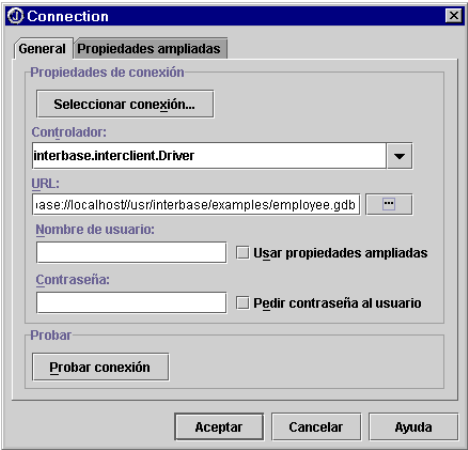 Connection
General Propiedades ampliadas
Propiedades de conexión
Seleccionar conexión...
Controlador:
interbase.interclient.Driver
URL:
ase://localhost//usr/interbase/examples/employee.gdb ...
Nombre de usuario:
Usar propiedades ampliadas
Contraseña:
Pedir contraseña al usuario
Probar
Probar conexión
Aceptar Cancelar Ayuda